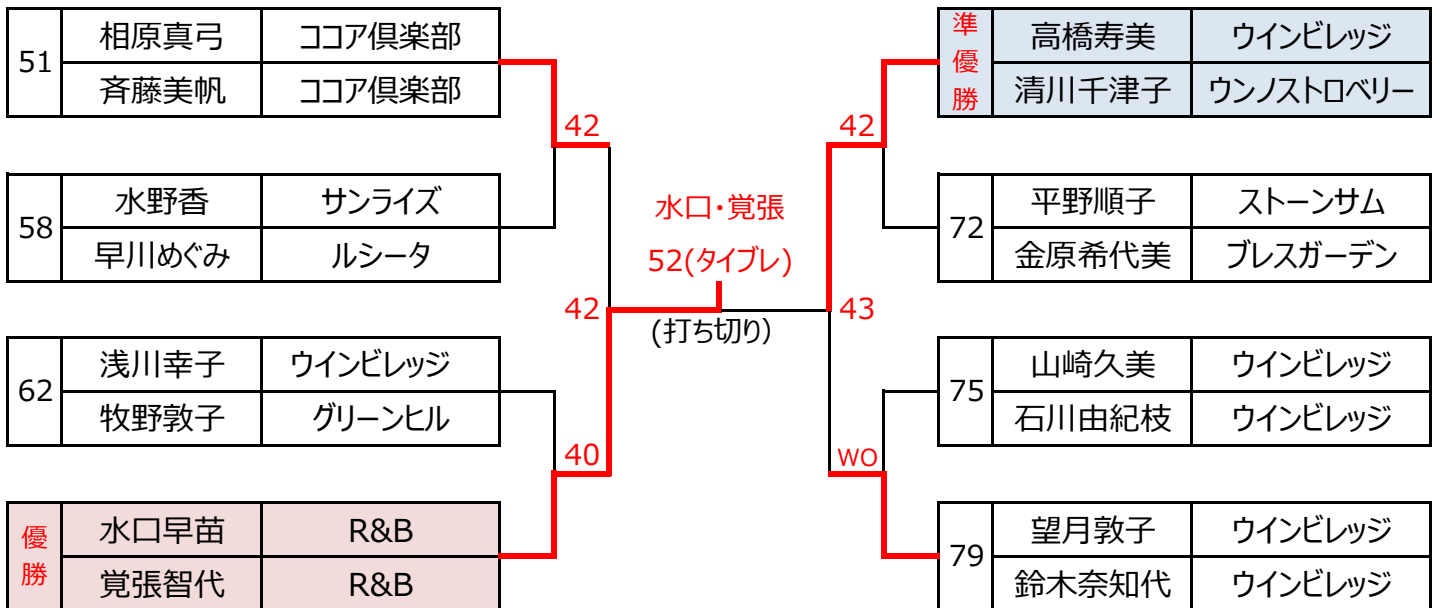 51 相原真弓 ココア倶楽部
斉藤美帆 ココア倶楽部
42
58 水野香 サンライズ
早川めぐみ ルシータ
42
62 浅川幸子 ウインビレッジ
牧野敦子 グリーンヒル
40
優勝 水口早苗 R&B
覚張智代 R&B
水口・覚張
52(タイブレ)
(打ち切り)
準優勝 高橋寿美 ウインビレッジ
清川千津子 ウンノストロベリー
42
72 平野順子 ストーンサム
金原希代美 ブレスガーデン
43
75 山崎久美 ウインビレッジ
石川由紀枝 ウインビレッジ
WO
79 望月敦子 ウインビレッジ
鈴木奈知代 ウインビレッジ